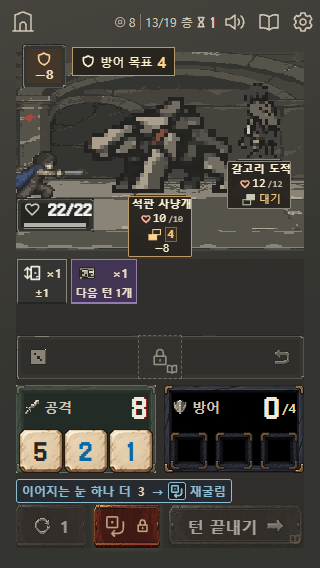 8 | 13/19 층 1
–8
방어 목표 4
갈고리 도적
12/12
대기
22/22
석판 사냥개
10/10
4
–8
×1
±1
×1
다음 턴 1개
공격 8
방어 0/4
5 2 1
이어지는 눈 하나 더 3 → 재굴림
1
턴 끝내기